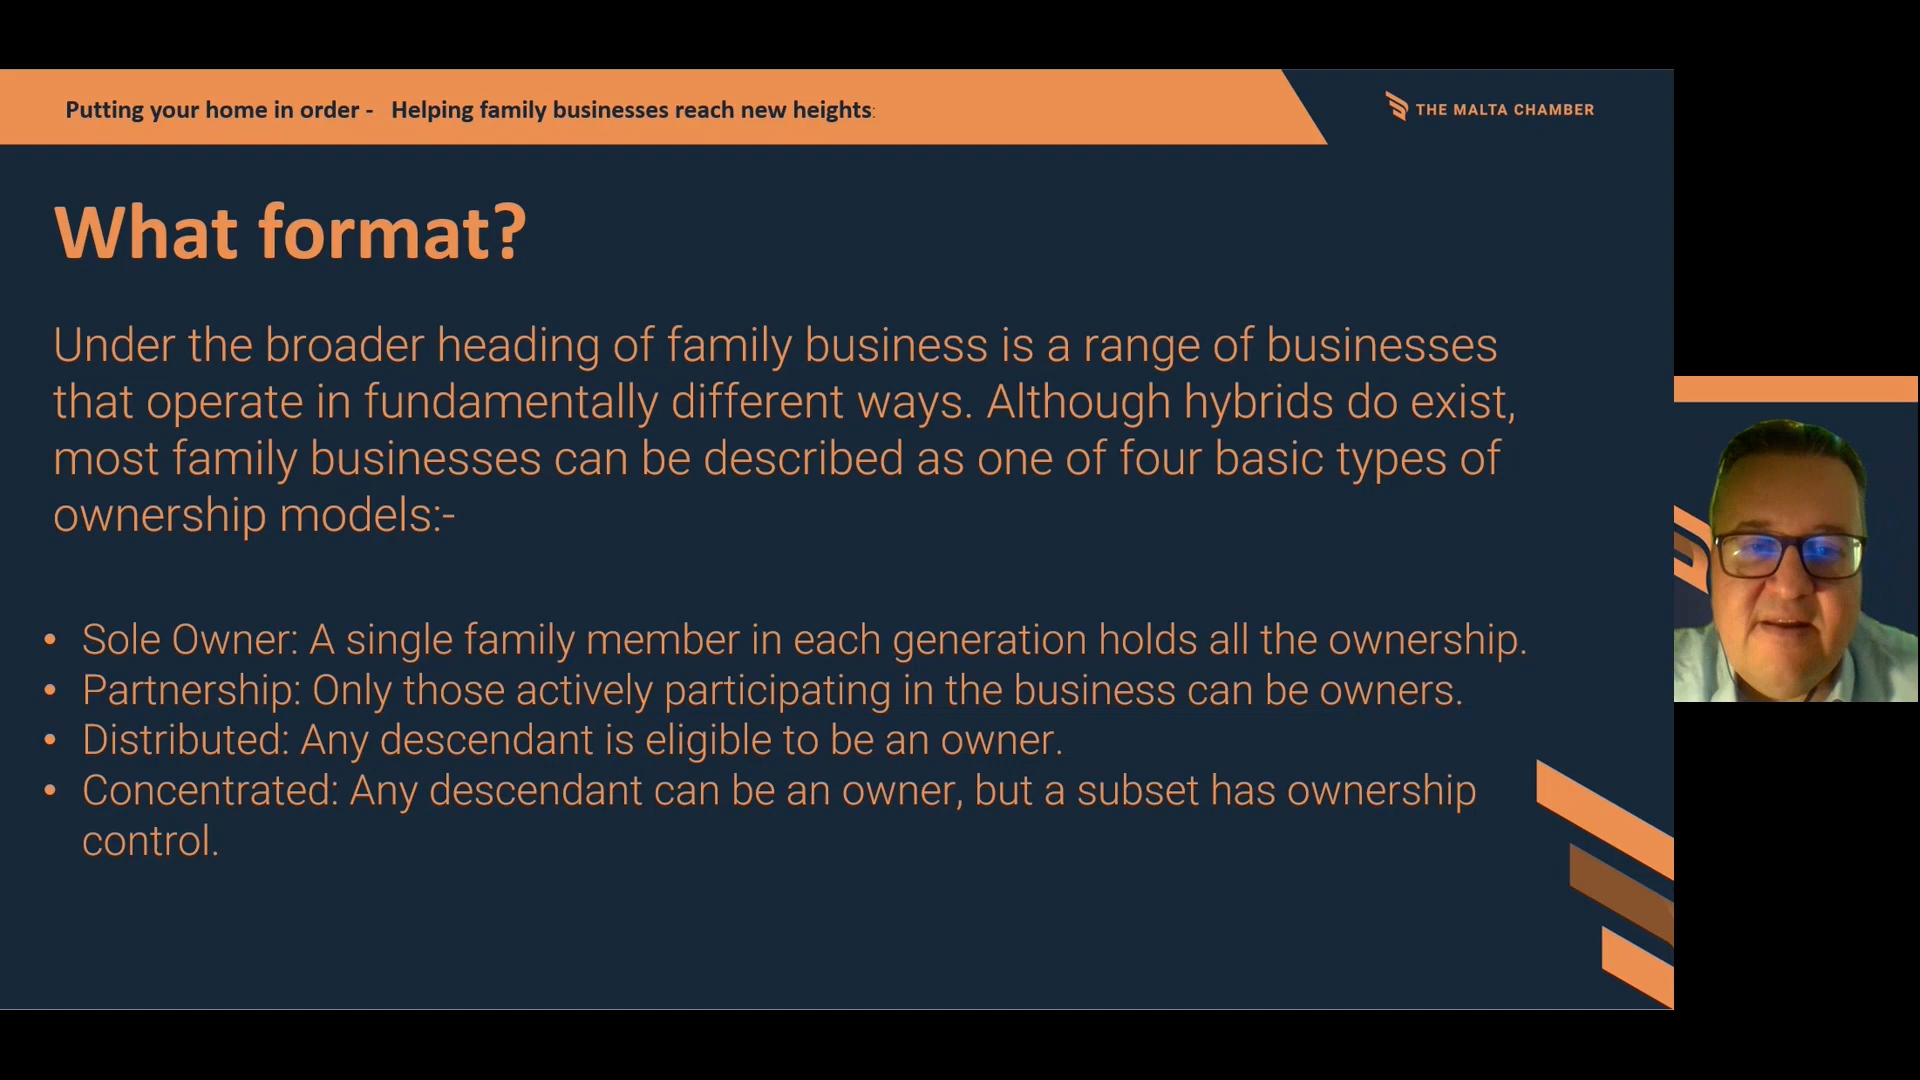 Putting your home in order -   Helping family businesses reach new heights:
THE MALTA CHAMBER
What format?
Under the broader heading of family business is a range of businesses
that operate in fundamentally different ways. Although hybrids do exist,
most family businesses can be described as one of four basic types of
ownership models:-
• Sole Owner: A single family member in each generation holds all the ownership.
• Partnership: Only those actively participating in the business can be owners.
• Distributed: Any descendant is eligible to be an owner.
• Concentrated: Any descendant can be an owner, but a subset has ownership
control.